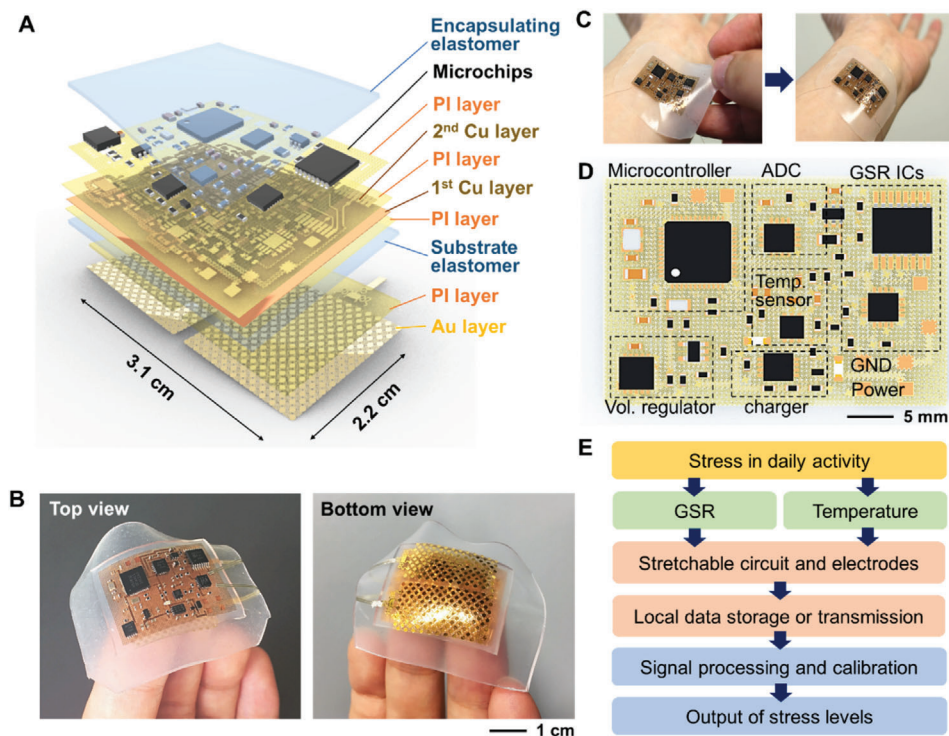 A
Encapsulating
elastomer
Microchips
PI layer
2nd Cu layer
PI layer
1st Cu layer
PI layer
Substrate
elastomer
PI layer
Au layer
3.1 cm
2.2 cm
B
Top view
Bottom view
1 cm
C
D
Microcontroller
ADC
GSR ICs
Temp.
sensor
GND
Power
Vol. regulator
charger
5 mm
E
Stress in daily activity
GSR
Temperature
Stretchable circuit and electrodes
Local data storage or transmission
Signal processing and calibration
Output of stress levels